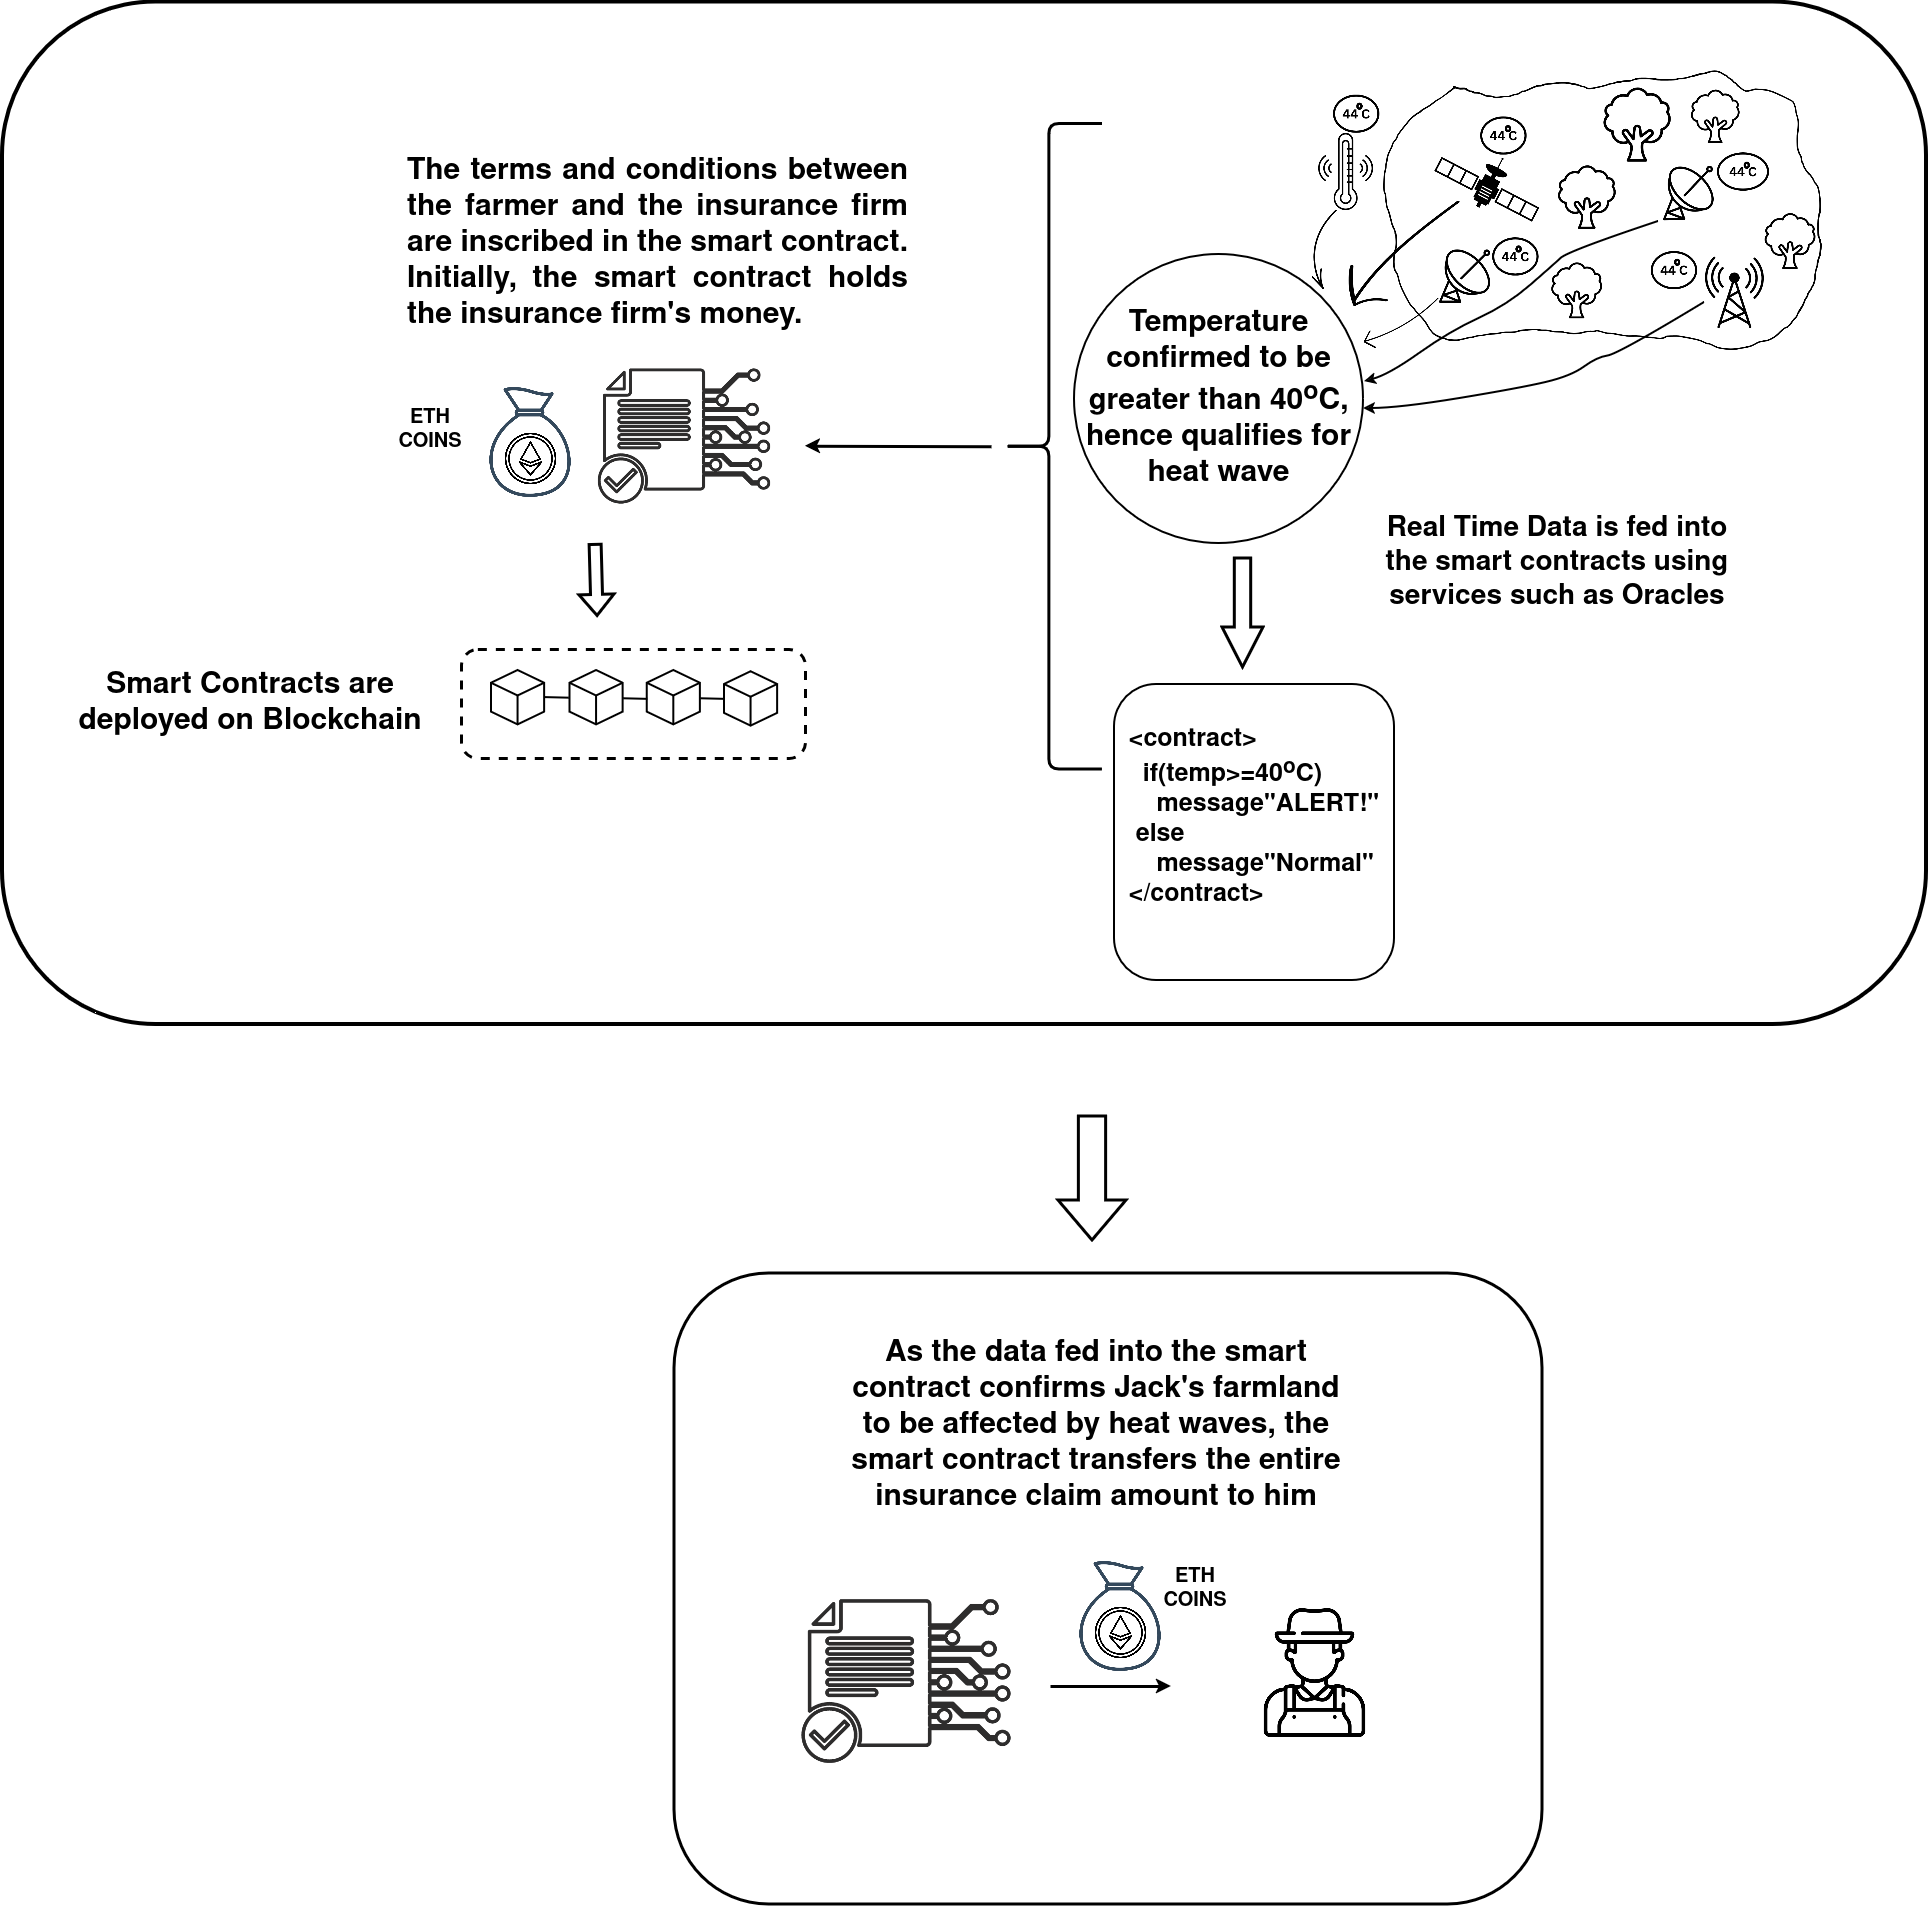 The terms and conditions between
the farmer and the insurance firm
are inscribed in the smart contract.
Initially, the smart contract holds
the insurance firm's money.
ETH
COINS
Smart Contracts are
deployed on Blockchain
44°C
44°C
44°C
44°C
44°C
Temperature
confirmed to be
greater than 40ºC,
hence qualifies for
heat wave
Real Time Data is fed into
the smart contracts using
services such as Oracles
<contract>
if(temp>=40ºC)
message"ALERT!"
else
message"Normal"
</contract>
As the data fed into the smart
contract confirms Jack's farmland
to be affected by heat waves, the
smart contract transfers the entire
insurance claim amount to him
ETH
COINS